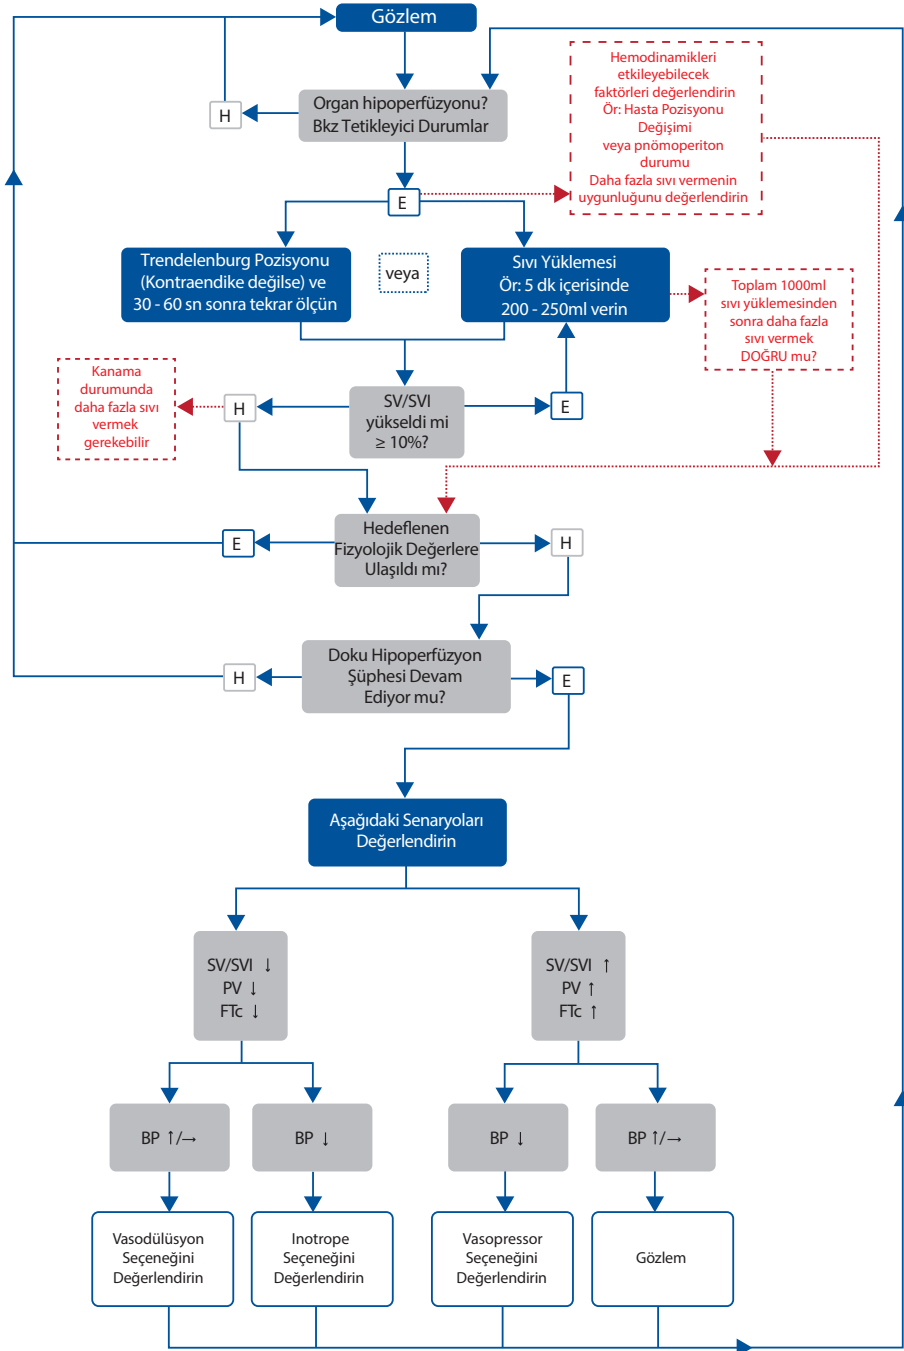 Gözlem
Organ hipoperfüzyonu?
Bkz Tetikleyici Durumlar
H
Hemodinamikleri
etkileyebilecek
faktörleri değerlendirin
Ör: Hasta Pozisyonu
Değişimi
veya pnömoperiton
durumu
Daha fazla sıvı vermenin
uygunluğunu değerlendirin
E
Trendelenburg Pozisyonu
(Kontraendike değilse) ve
30 - 60 sn sonra tekrar ölçün
veya
Sıvı Yüklemesi
Ör: 5 dk içerisinde
200 - 250ml verin
Toplam 1000ml
sıvı yüklemesinden
sonra daha fazla
sıvı vermek
DOĞRU mu?
Kanama
durumunda
daha fazla sıvı
vermek
gerekebilir
H
SV/SVI
yükseldi mi
≥ 10%?
E
E
Hedeflenen
Fizyolojik Değerlere
Ulaşıldı mı?
H
H
Doku Hipoperfüzyon
Şüphesi Devam
Ediyor mu?
E
Aşağıdaki Senaryoları
Değerlendirin
SV/SVI ↓
PV ↓
FTc ↓
SV/SVI ↑
PV ↑
FTc ↑
BP ↑/→
BP ↓
BP ↓
BP ↑/→
Vasodülüsyon
Seçeneğini
Değerlendirin
Inotrope
Seçeneğini
Değerlendirin
Vasopressor
Seçeneğini
Değerlendirin
Gözlem